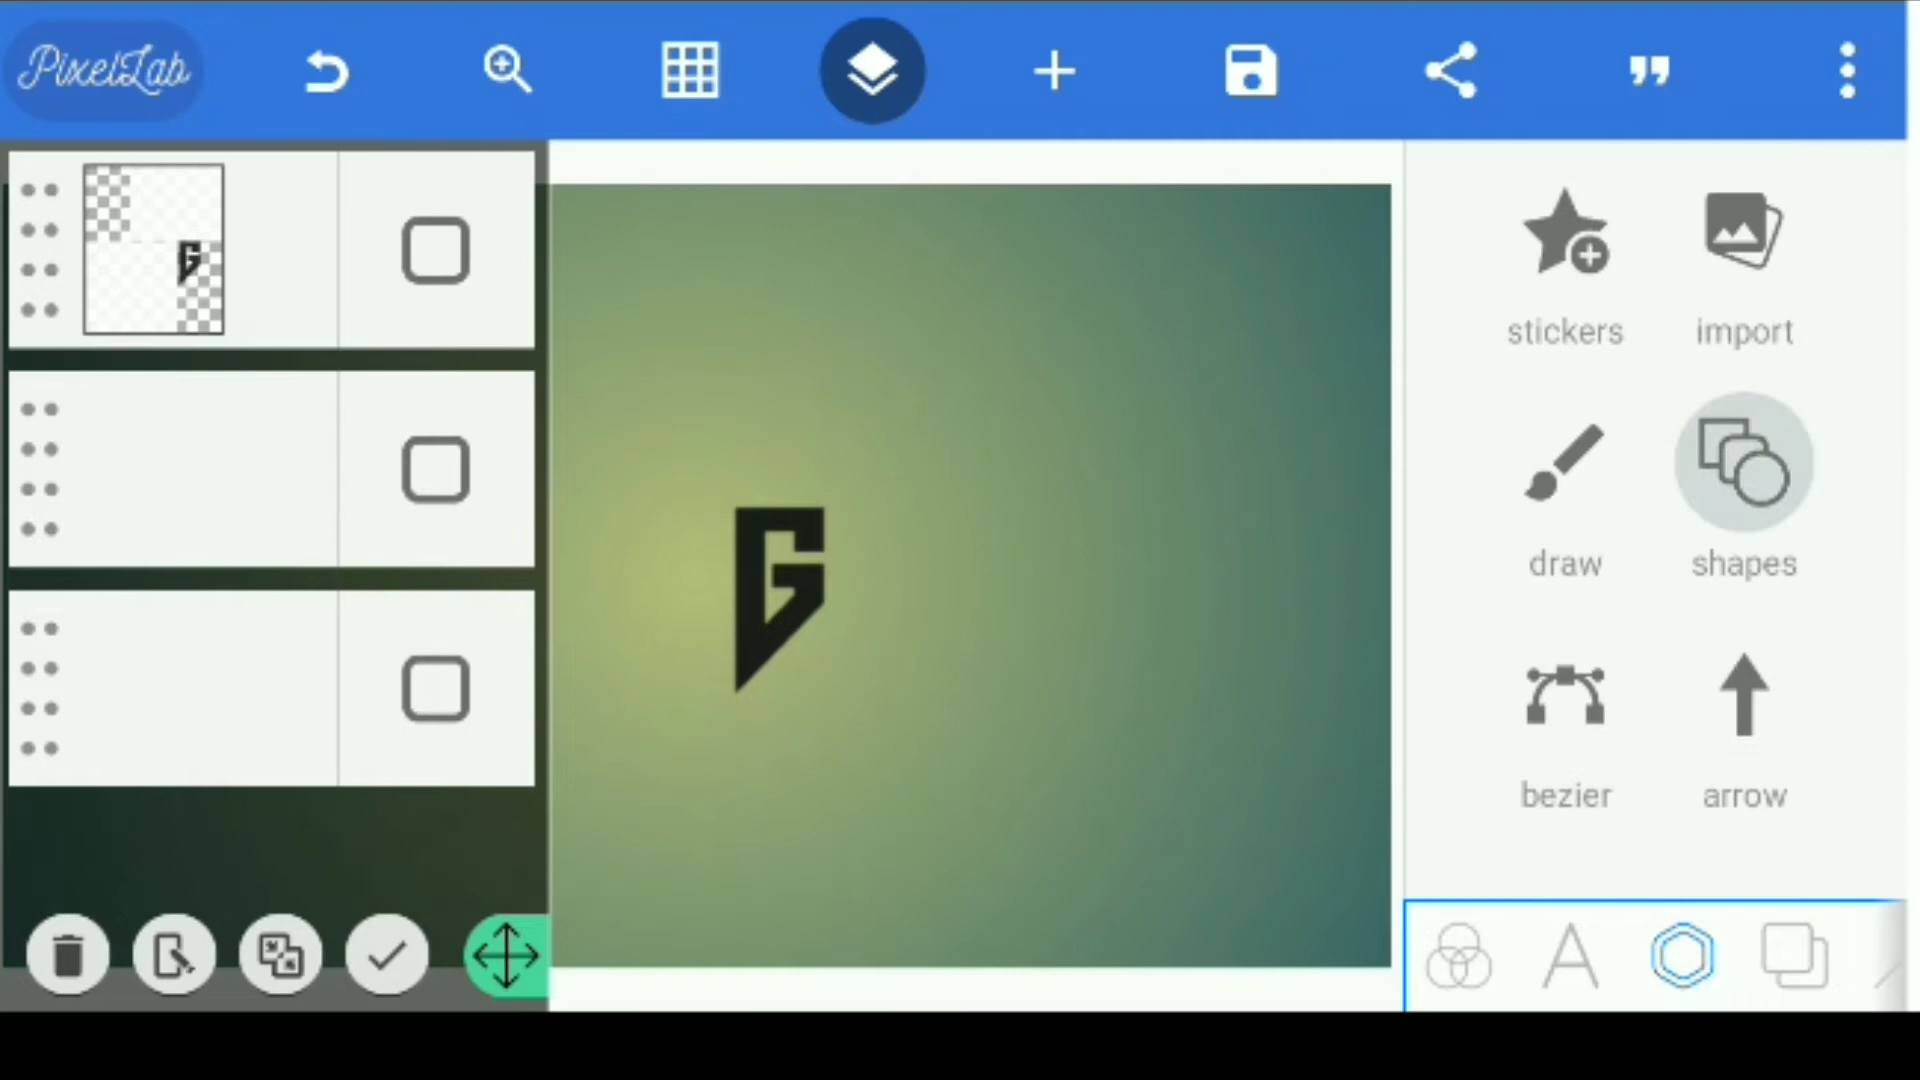 PixelLab
G
stickers
import
draw
shapes
bezier
arrow